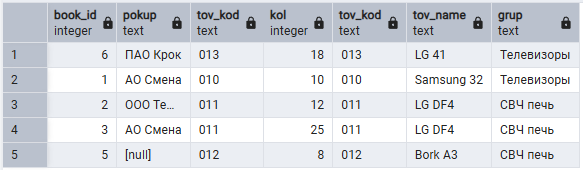 book_id pokup tov_kod kol tov_kod tov_name grup
integer text text integer text text text
1 6 ПАО Крок 013 18 013 LG 41 Телевизоры
2 1 АО Смена 010 10 010 Samsung 32 Телевизоры
3 2 ООО Те... 011 12 011 LG DF4 СВЧ печь
4 3 АО Смена 011 25 011 LG DF4 СВЧ печь
5 5 [null] 012 8 012 Bork A3 СВЧ печь